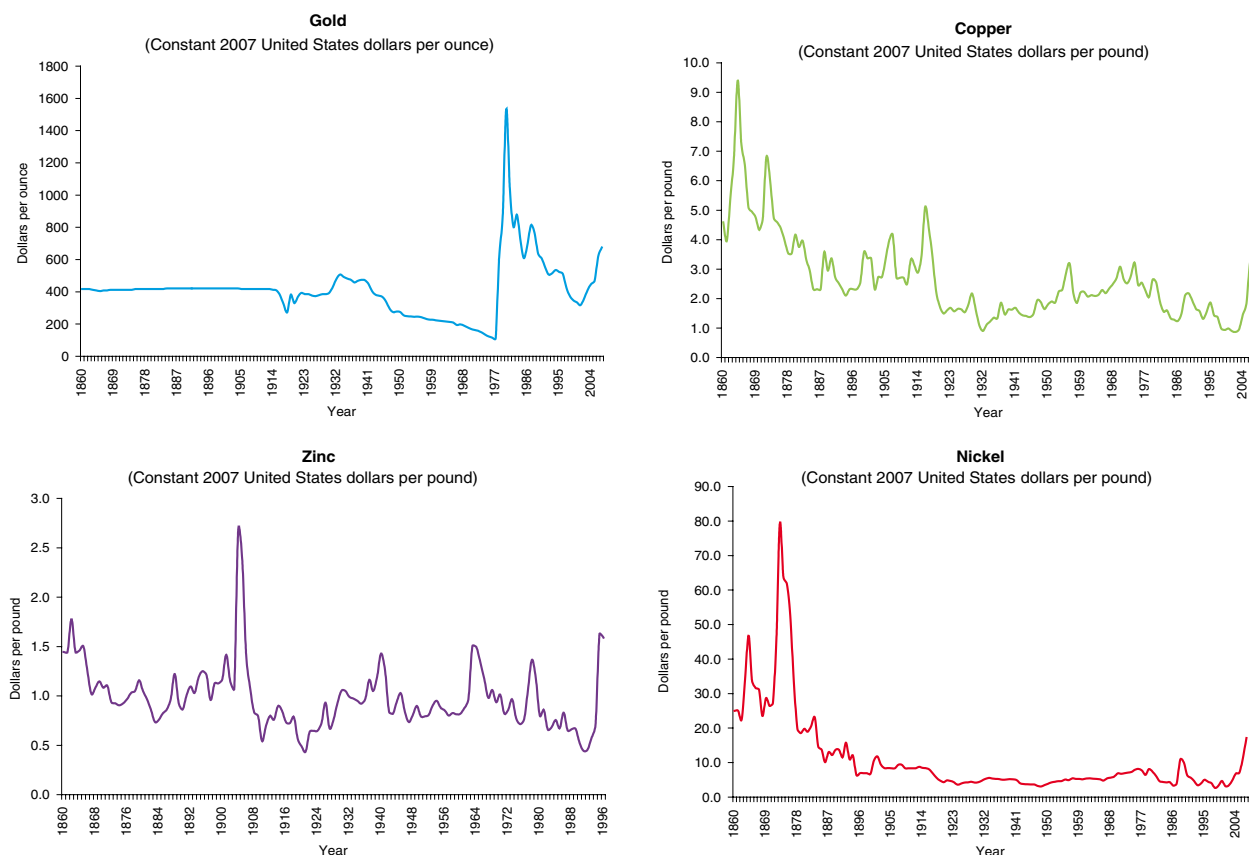 Gold
(Constant 2007 United States dollars per ounce)
Dollars per ounce
1800
1600
1400
1200
1000
800
600
400
200
0
1860 1869 1878 1887 1896 1905 1914 1923 1932 1941 1950 1959 1968 1977 1986 1995 2004
Year
Copper
(Constant 2007 United States dollars per pound)
Dollars per pound
10.0
9.0
8.0
7.0
6.0
5.0
4.0
3.0
2.0
1.0
0.0
1860 1869 1878 1887 1896 1905 1914 1923 1932 1941 1950 1959 1968 1977 1986 1995 2004
Year
Zinc
(Constant 2007 United States dollars per pound)
Dollars per pound
3.0
2.5
2.0
1.5
1.0
0.5
0.0
1860 1868 1876 1884 1892 1900 1908 1916 1924 1932 1940 1948 1956 1964 1972 1980 1988 1996
Year
Nickel
(Constant 2007 United States dollars per pound)
Dollars per pound
90.0
80.0
70.0
60.0
50.0
40.0
30.0
20.0
10.0
0.0
1860 1869 1878 1887 1896 1905 1914 1923 1932 1941 1950 1959 1968 1977 1986 1995 2004
Year